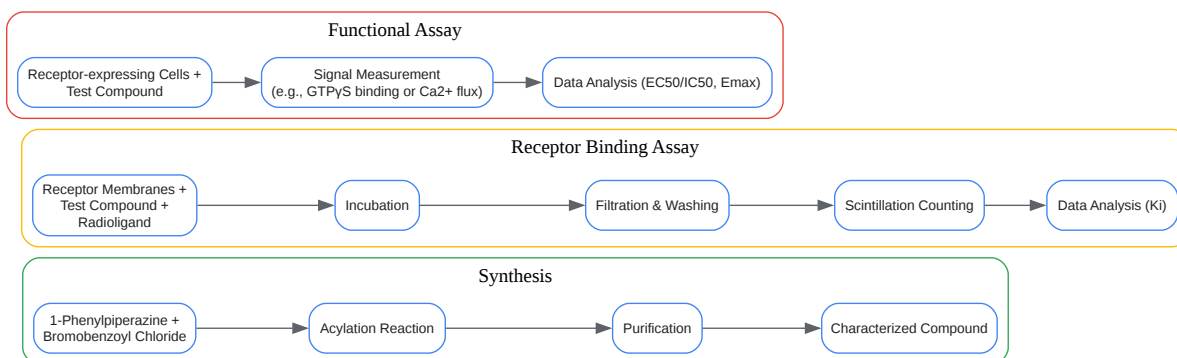 Functional Assay
Receptor-expressing Cells +
Test Compound
Signal Measurement
(e.g., GTPγS binding or Ca2+ flux)
Data Analysis (EC50/IC50, Emax)
Receptor Binding Assay
Receptor Membranes +
Test Compound +
Radioligand
Incubation
Filtration & Washing
Scintillation Counting
Data Analysis (Ki)
Synthesis
1-Phenylpiperazine +
Bromobenzoyl Chloride
Acylation Reaction
Purification
Characterized Compound